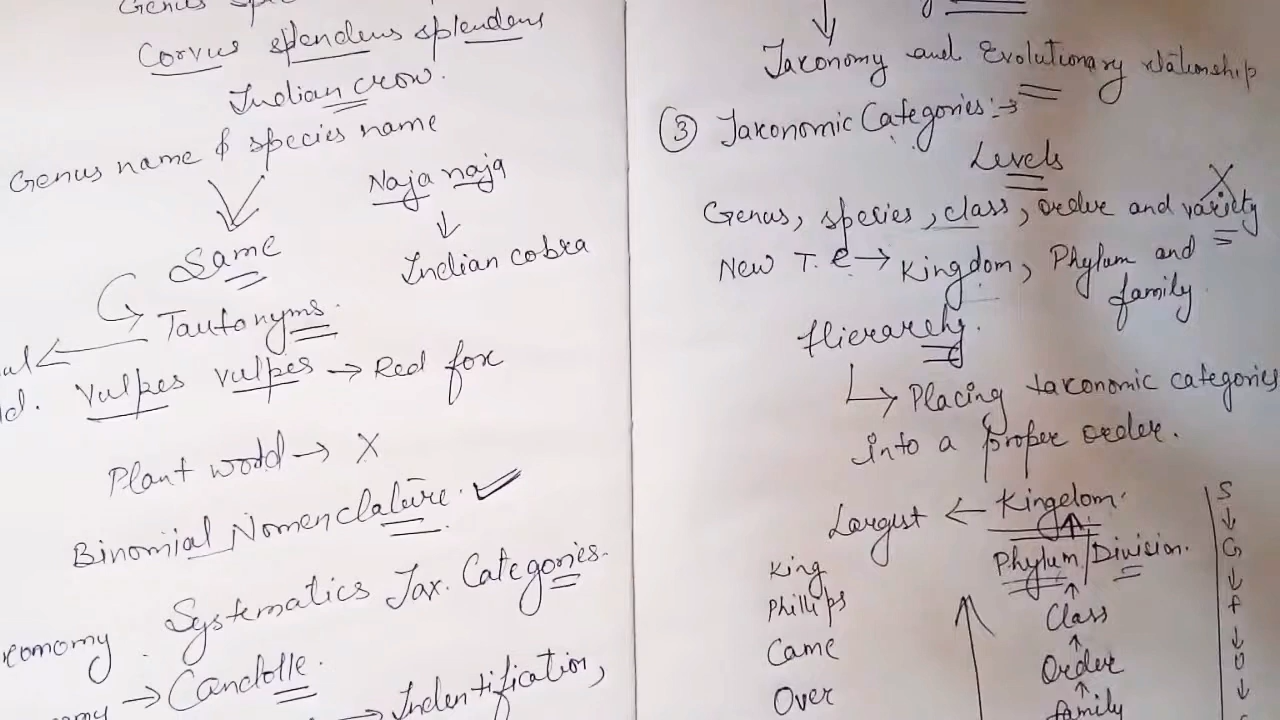 Genus
Corvus splendens splendens
Indian crow.
Genus name & species name
Same
Naja naja
↓
Indian cobra
Tautonyms.
Vulpes vulpes → Red fox
Plant world → X
Binomial Nomenclature. ✓
Systematics Tax. Categories.
→ Candolle.
→ Indentification,
↓
Taxonomy and Evolutionary relationship
③ Taxonomic Categories:→
Levels
Genus, species, class, order and variety X
New T. C → Kingdom, Phylum and
family.
Hierarchy.
↳ Placing taxonomic categories
into a proper order.
Largest ← Kingdom.
↑
Phylum/Division.
↑
Class
↑
Order
↑
family
King
Phillips
Came
Over
S
↓
G
↓
f
↓
O
↓